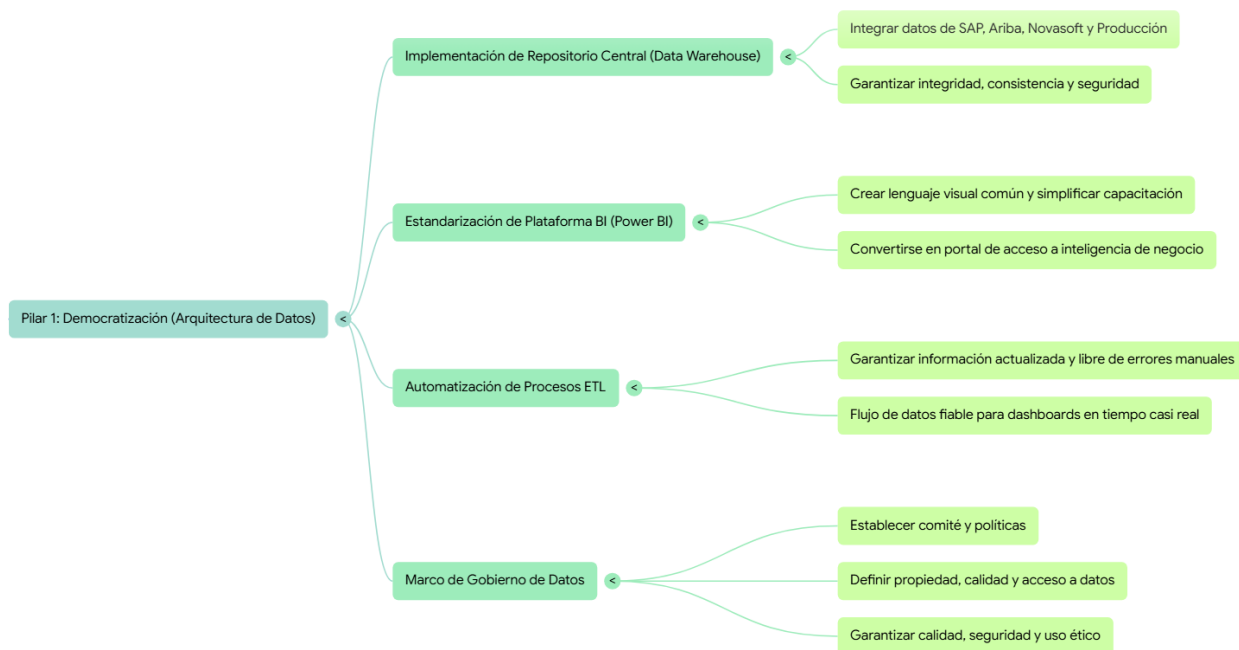 Pilar 1: Democratización (Arquitectura de Datos)
<
Implementación de Repositorio Central (Data Warehouse)
<
Integrar datos de SAP, Ariba, Novasoft y Producción
Garantizar integridad, consistencia y seguridad
Estandarización de Plataforma BI (Power BI)
<
Crear lenguaje visual común y simplificar capacitación
Convertirse en portal de acceso a inteligencia de negocio
Automatización de Procesos ETL
<
Garantizar información actualizada y libre de errores manuales
Flujo de datos fiable para dashboards en tiempo casi real
Marco de Gobierno de Datos
<
Establecer comité y políticas
Definir propiedad, calidad y acceso a datos
Garantizar calidad, seguridad y uso ético